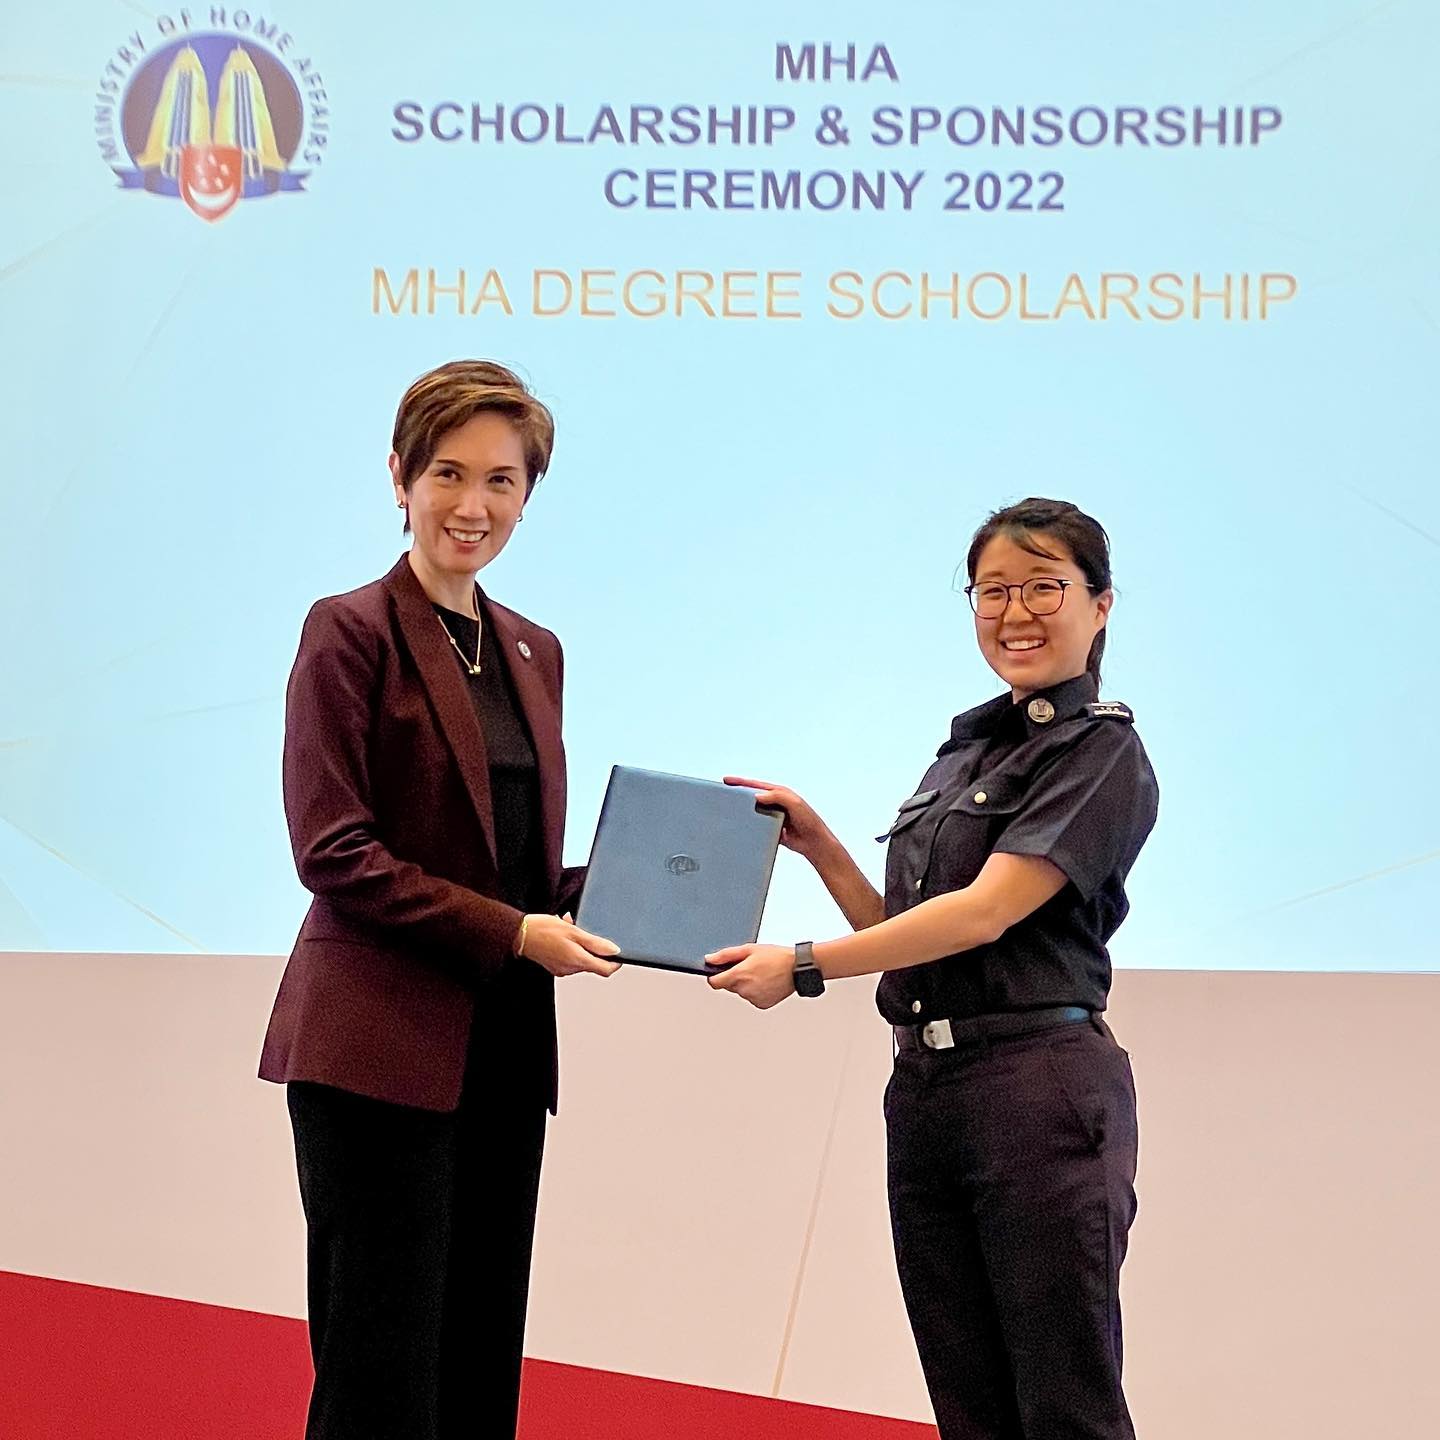 MINISTRY OF HOME AFFAIRS
MHA
SCHOLARSHIP & SPONSORSHIP
CEREMONY 2022
MHA DEGREE SCHOLARSHIP